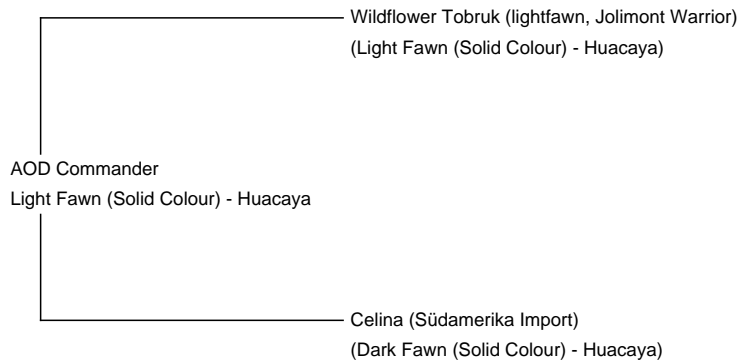 Wildflower Tobruk (lightfawn, Jolimont Warrior)
(Light Fawn (Solid Colour) - Huacaya)
AOD Commander
Light Fawn (Solid Colour) - Huacaya
Celina (Südamerika Import)
(Dark Fawn (Solid Colour) - Huacaya)